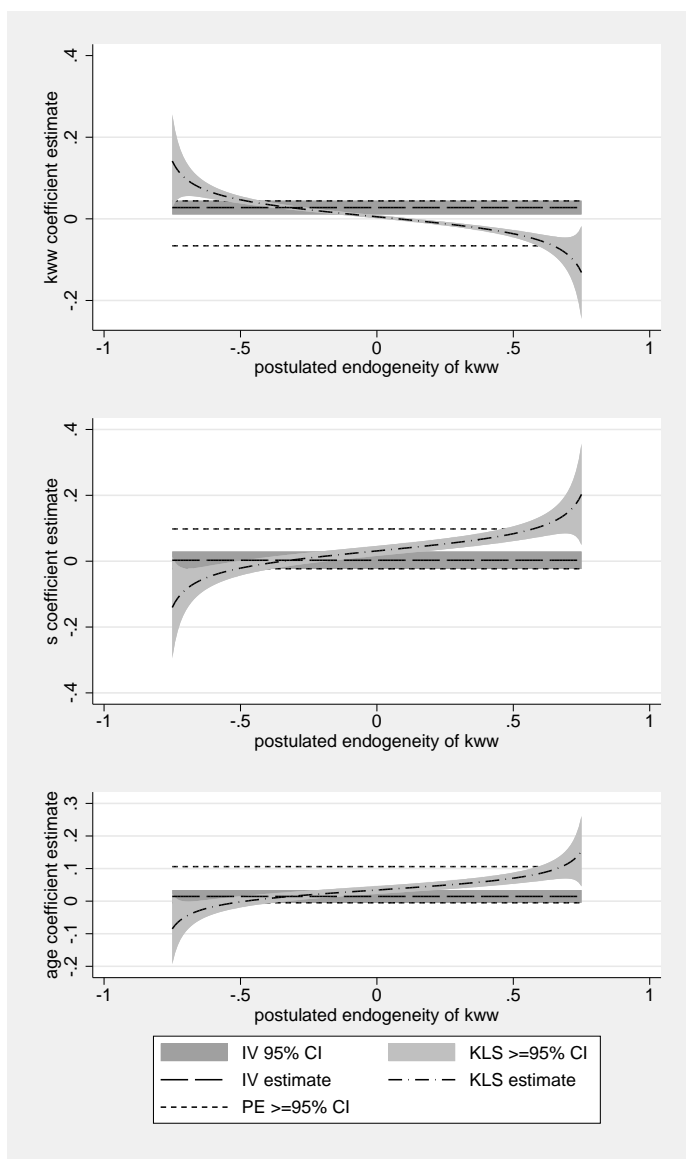 kww coefficient estimate
.4
.2
0
-.2
-1 -.5 0 .5 1
postulated endogeneity of kww
s coefficient estimate
.4
.2
0
-.2
-.4
-1 -.5 0 .5 1
postulated endogeneity of kww
age coefficient estimate
.3
.2
.1
0
-.1
-.2
-1 -.5 0 .5 1
postulated endogeneity of kww
IV 95% CI KLS >=95% CI
IV estimate KLS estimate
PE >=95% CI